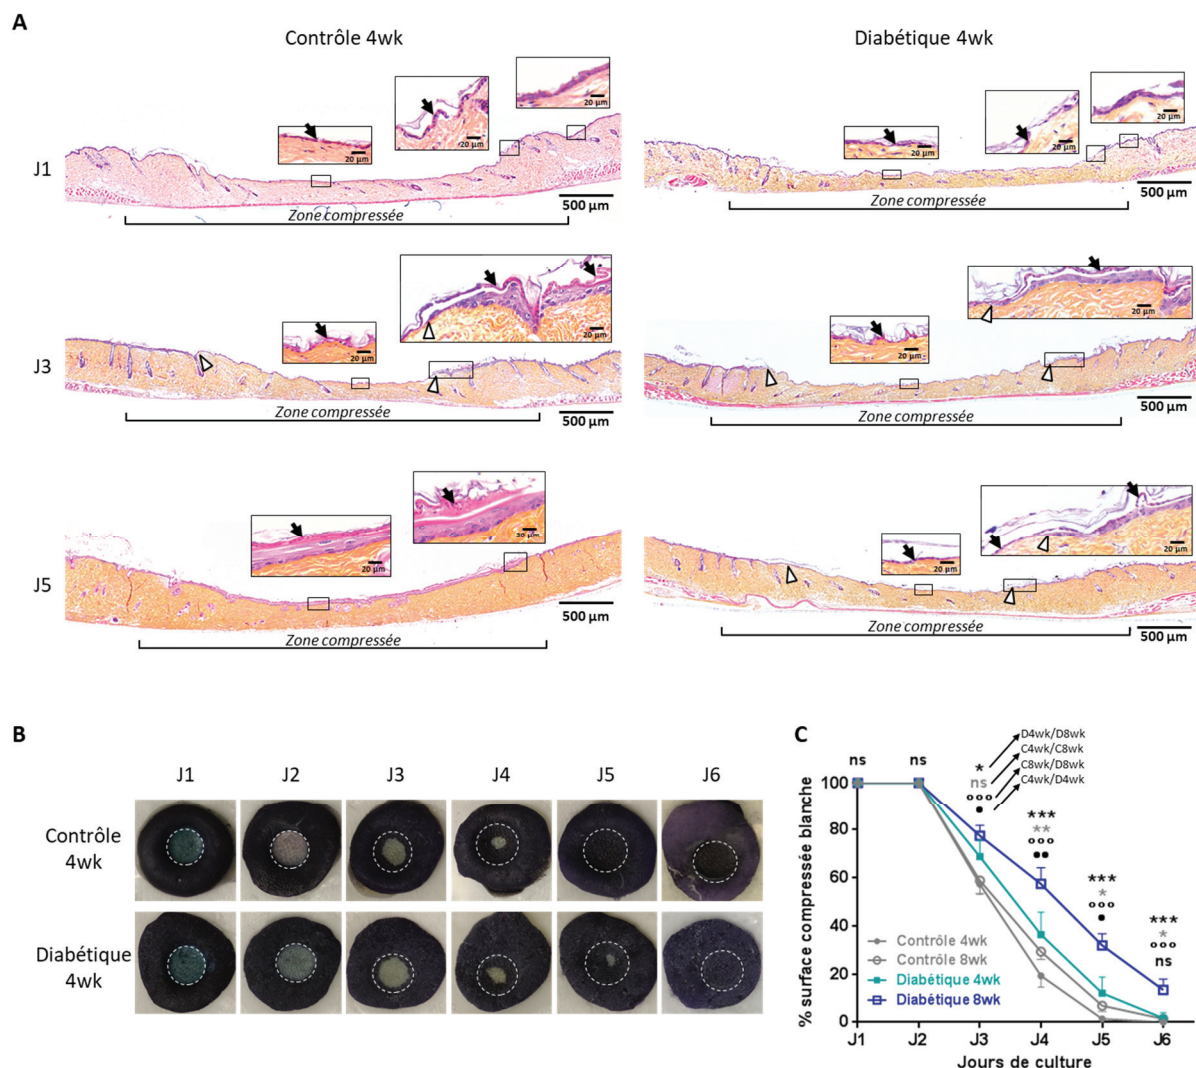 A
Contrôle 4wk
Diabétique 4wk
J1
20 µm
20 µm
20 µm
500 µm
Zone compressée
20 µm
20 µm
20 µm
500 µm
Zone compressée
J3
20 µm
20 µm
500 µm
Zone compressée
20 µm
20 µm
500 µm
Zone compressée
J5
20 µm
500 µm
Zone compressée
20 µm
20 µm
500 µm
Zone compressée
B
J1 J2 J3 J4 J5 J6
Contrôle
4wk
Diabétique
4wk
C
% surface compressée blanche
100
80
60
40
20
0
J1 J2 J3 J4 J5 J6
Jours de culture
ns
ns
*
ns
ooo
•
D4wk/D8wk
C4wk/C8wk
C8wk/D8wk
C4wk/D4wk
***
**
ooo
••
***
*
ooo
•
***
*
ooo
ns
Contrôle 4wk
Contrôle 8wk
Diabétique 4wk
Diabétique 8wk